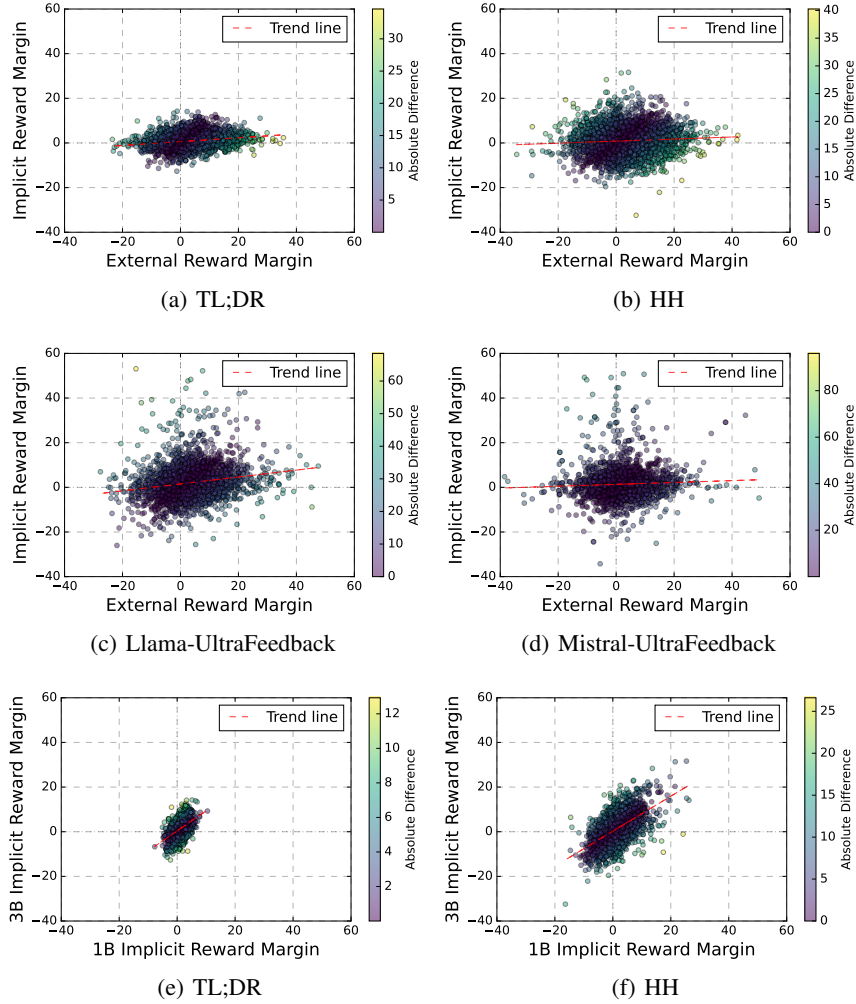 60
40
20
0
−20
−40
−40 −20 0 20 40 60
Implicit Reward Margin
External Reward Margin
Trend line
30
25
20
15
10
5
Absolute Difference
(a) TL;DR
60
40
20
0
−20
−40
−40 −20 0 20 40 60
Implicit Reward Margin
External Reward Margin
Trend line
40
35
30
25
20
15
10
5
0
Absolute Difference
(b) HH
60
40
20
0
−20
−40
−40 −20 0 20 40 60
Implicit Reward Margin
External Reward Margin
Trend line
60
50
40
30
20
10
0
Absolute Difference
(c) Llama-UltraFeedback
60
40
20
0
−20
−40
−40 −20 0 20 40 60
Implicit Reward Margin
External Reward Margin
Trend line
80
60
40
20
Absolute Difference
(d) Mistral-UltraFeedback
60
40
20
0
−20
−40
−40 −20 0 20 40 60
3B Implicit Reward Margin
1B Implicit Reward Margin
Trend line
12
10
8
6
4
2
Absolute Difference
(e) TL;DR
60
40
20
0
−20
−40
−40 −20 0 20 40 60
3B Implicit Reward Margin
1B Implicit Reward Margin
Trend line
25
20
15
10
5
0
Absolute Difference
(f) HH